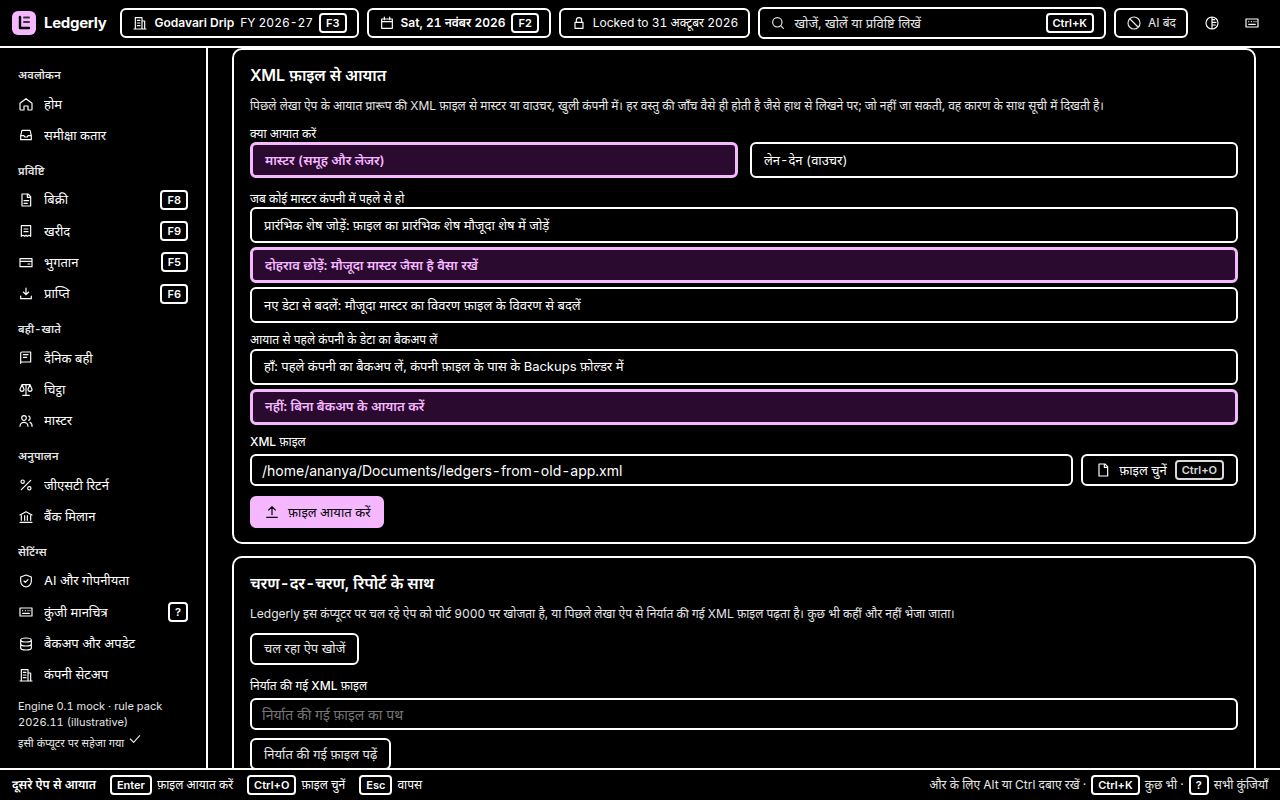 Ledgerly
Godavari Drip FY 2026-27 F3
Sat, 21 नवंबर 2026 F2
Locked to 31 अक्टूबर 2026
खोजें, खोलें या प्रविष्टि लिखें Ctrl+K
AI बंद
अवलोकन
होम
समीक्षा कतार
प्रविष्टि
बिक्री F8
खरीद F9
भुगतान F5
प्राप्ति F6
बही-खाते
दैनिक बही
चिट्ठा
मास्टर
अनुपालन
जीएसटी रिटर्न
बैंक मिलान
सेटिंग्स
AI और गोपनीयता
कुंजी मानचित्र ?
बैकअप और अपडेट
कंपनी सेटअप
Engine 0.1 mock · rule pack
2026.11 (illustrative)
इसी कंप्यूटर पर सहेजा गया
XML फ़ाइल से आयात
पिछले लेखा ऐप के आयात प्रारूप की XML फ़ाइल से मास्टर या वाउचर, खुली कंपनी में। हर वस्तु की जाँच वैसे ही होती है जैसे हाथ से लिखने पर; जो नहीं जा सकती, वह कारण के साथ सूची में दिखती है।
क्या आयात करें
मास्टर (समूह और लेजर)
लेन-देन (वाउचर)
जब कोई मास्टर कंपनी में पहले से हो
प्रारंभिक शेष जोड़ें: फ़ाइल का प्रारंभिक शेष मौजूदा शेष में जोड़ें
दोहराव छोड़ें: मौजूदा मास्टर जैसा है वैसा रखें
नए डेटा से बदलें: मौजूदा मास्टर का विवरण फ़ाइल के विवरण से बदलें
आयात से पहले कंपनी के डेटा का बैकअप लें
हाँ: पहले कंपनी का बैकअप लें, कंपनी फ़ाइल के पास के Backups फ़ोल्डर में
नहीं: बिना बैकअप के आयात करें
XML फ़ाइल
/home/ananya/Documents/ledgers-from-old-app.xml
फ़ाइल चुनें Ctrl+O
फ़ाइल आयात करें
चरण-दर-चरण, रिपोर्ट के साथ
Ledgerly इस कंप्यूटर पर चल रहे ऐप को पोर्ट 9000 पर खोजता है, या पिछले लेखा ऐप से निर्यात की गई XML फ़ाइल पढ़ता है। कुछ भी कहीं और नहीं भेजा जाता।
चल रहा ऐप खोजें
निर्यात की गई XML फ़ाइल
निर्यात की गई फ़ाइल का पथ
निर्यात की गई फ़ाइल पढ़ें
दूसरे ऐप से आयात Enter फ़ाइल आयात करें Ctrl+O फ़ाइल चुनें Esc वापस
और के लिए Alt या Ctrl दबाए रखें · Ctrl+K कुछ भी · ? सभी कुंजियाँ